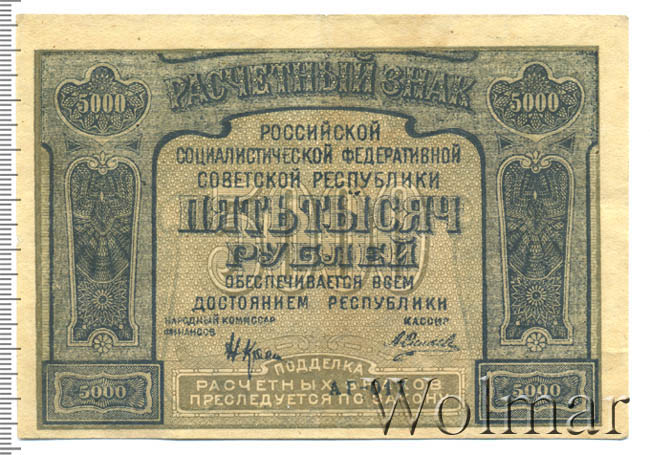 РАСЧЕТНЫЙ ЗНАК
5000 5000
РОССИЙСКОЙ
СОЦИАЛИСТИЧЕСКОЙ ФЕДЕРАТИВНОЙ
СОВЕТСКОЙ РЕСПУБЛИКИ
5000
ПЯТЬ ТЫСЯЧ
РУБЛЕЙ
ОБЕСПЕЧИВАЕТСЯ ВСЕМ
ДОСТОЯНИЕМ РЕСПУБЛИКИ
НАРОДНЫЙ КОМИССАР
ФИНАНСОВ
КАССИР
ПОДДЕЛКА
5000 5000
РАСЧЕТНЫХ ЗНАКОВ
ПРЕСЛЕДУЕТСЯ ПО ЗАКОНУ
Wolmar